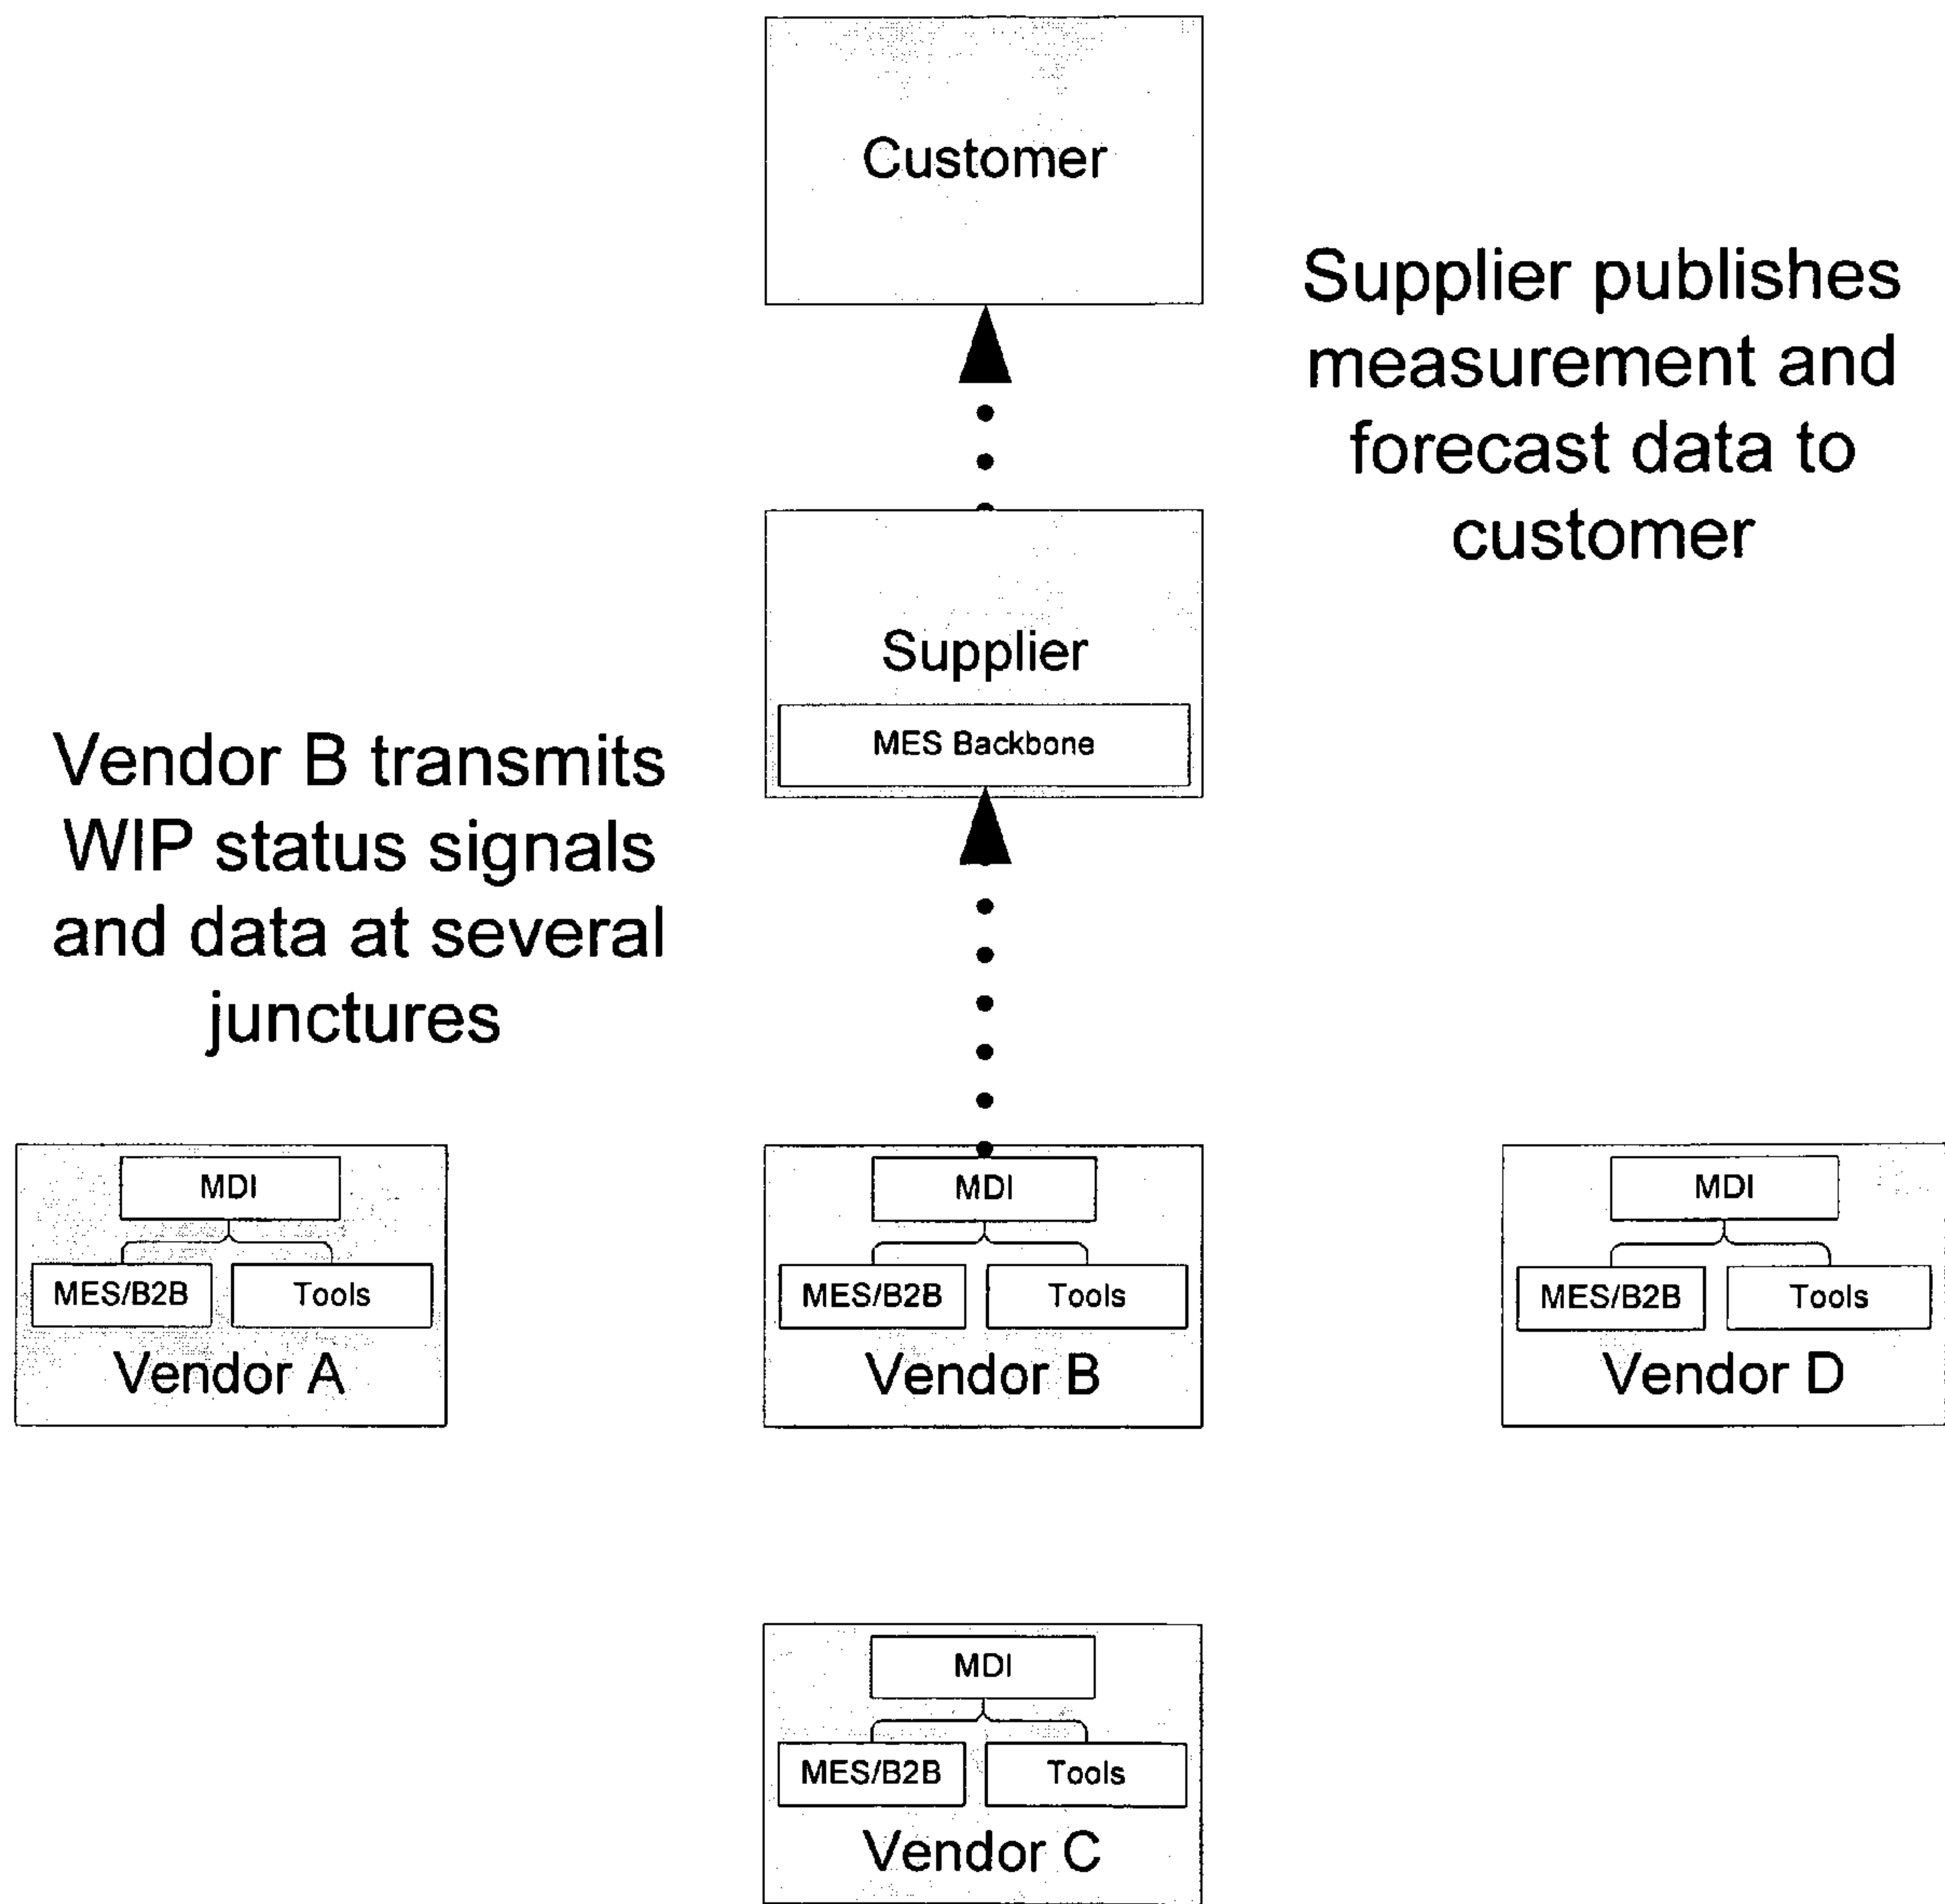 Customer
Supplier publishes
measurement and
forecast data to
customer
Supplier
MES Backbone
Vendor B transmits
WIP status signals
and data at several
junctures
MDI
MES/B2B
Tools
Vendor A
MDI
MES/B2B
Tools
Vendor B
MDI
MES/B2B
Tools
Vendor D
MDI
MES/B2B
Tools
Vendor C